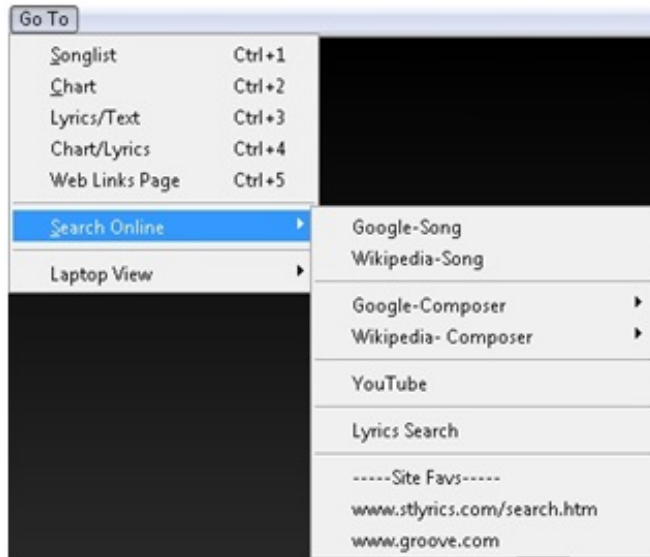 Go To
Songlist Ctrl+1
Chart Ctrl+2
Lyrics/Text Ctrl+3
Chart/Lyrics Ctrl+4
Web Links Page Ctrl+5
Search Online
Laptop View
Google-Song
Wikipedia-Song
Google-Composer
Wikipedia- Composer
YouTube
Lyrics Search
-----Site Favs-----
www.stlyrics.com/search.htm
www.groove.com